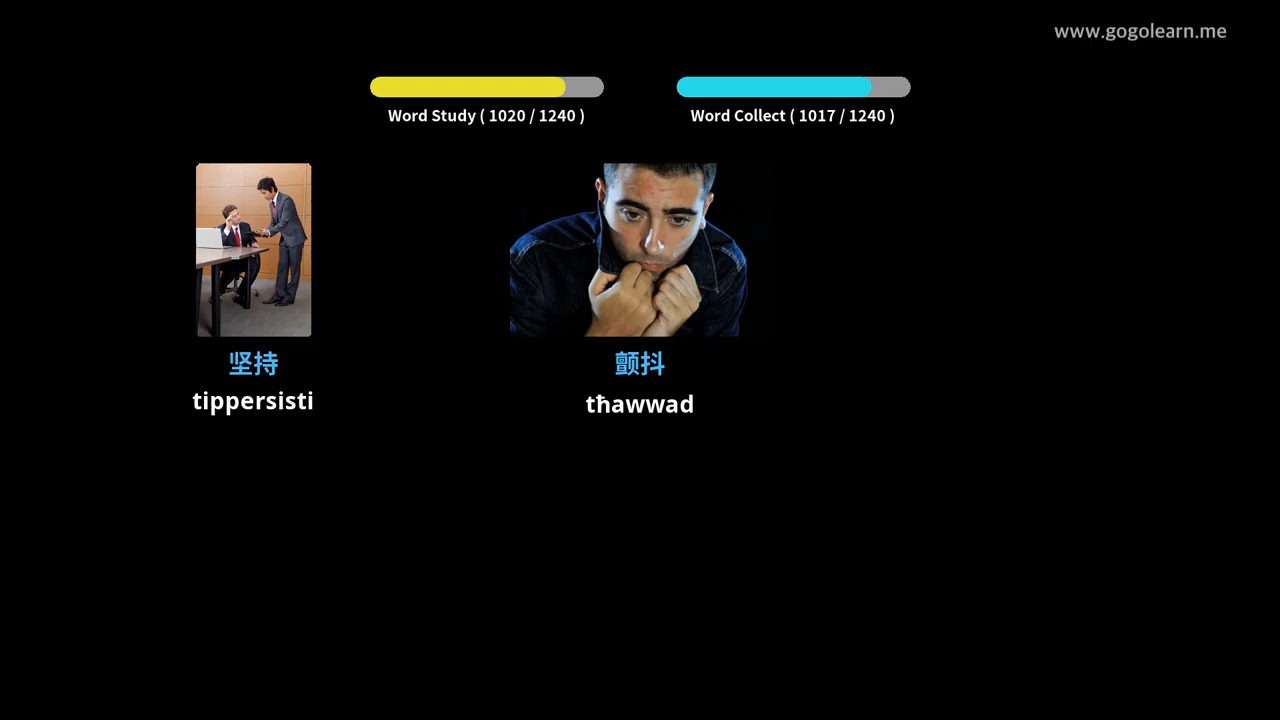 www.gogolearn.me
Word Study ( 1020 / 1240 )
Word Collect ( 1017 / 1240 )
坚持
tippersisti
颤抖
tħawwad